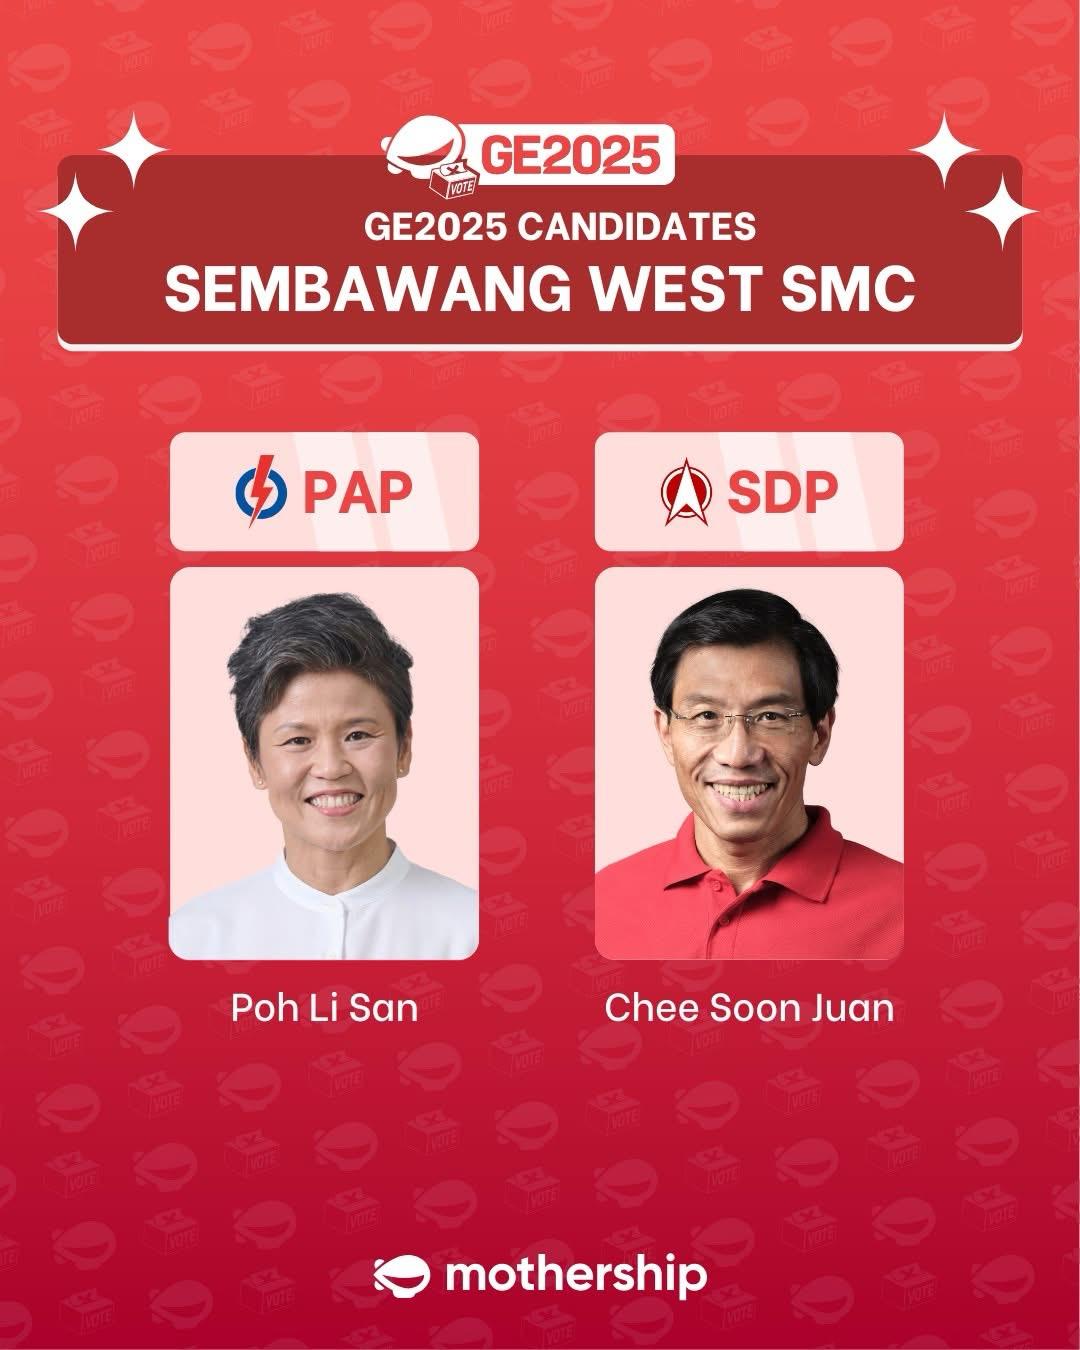 GE2025
VOTE
GE2025 CANDIDATES
SEMBAWANG WEST SMC
PAP
SDP
Poh Li San
Chee Soon Juan
mothership